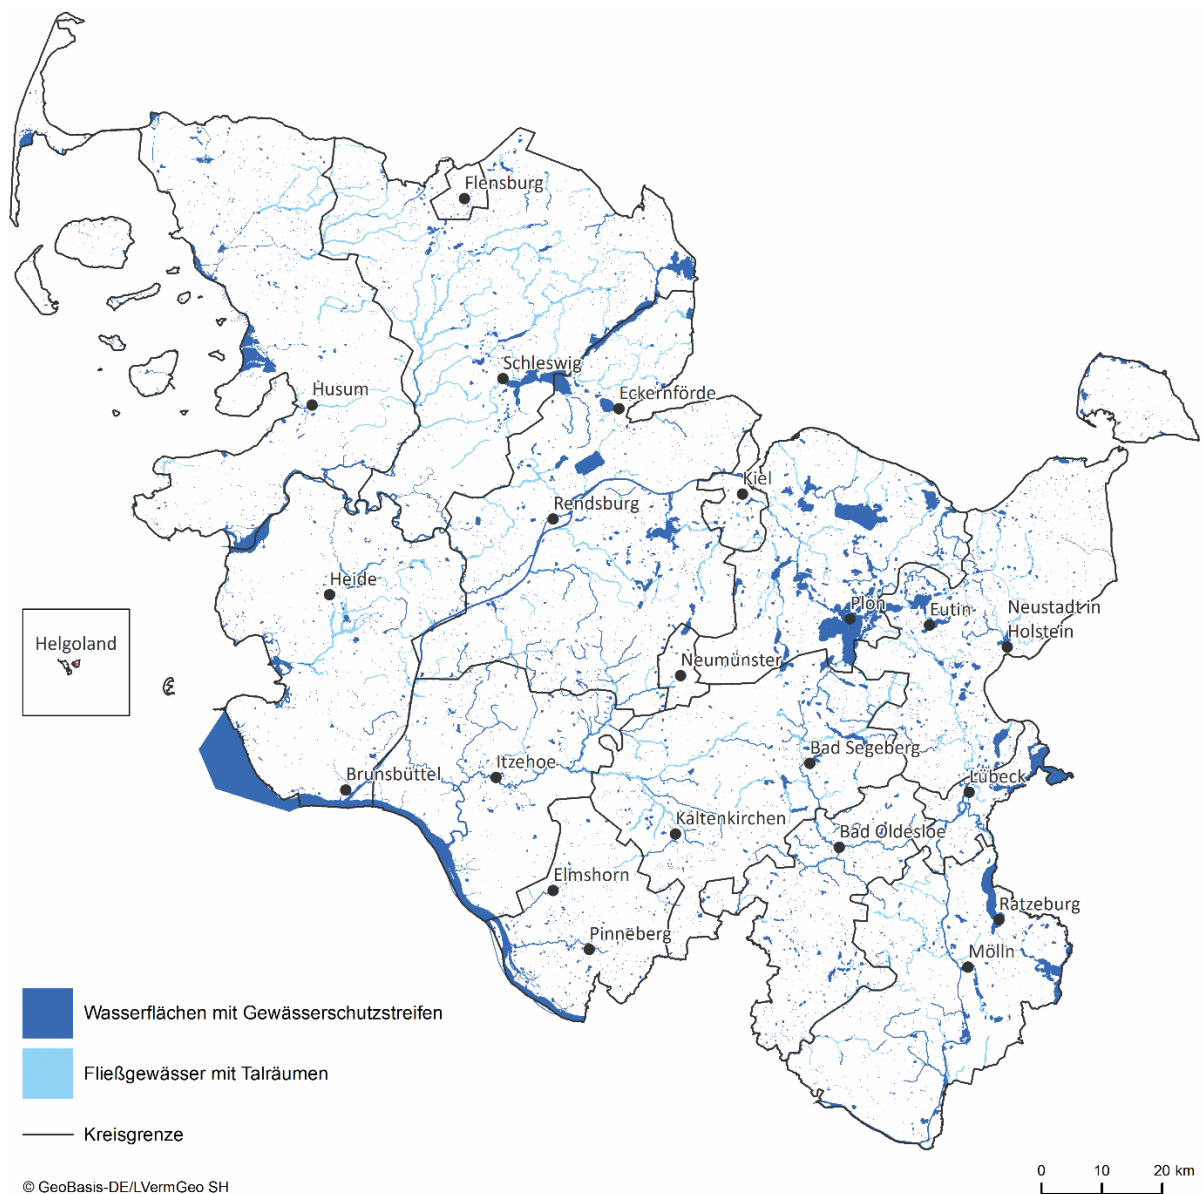 Flensburg
Schleswig
Husum
Eckernförde
Kiel
Rendsburg
Heide
Plön
Eutin
Neustadt in
Holstein
Helgoland
Neumünster
Bad Segeberg
Itzehoe
Brunsbüttel
Lübeck
Kaltenkirchen
Bad Oldesloe
Elmshorn
Ratzeburg
Pinneberg
Mölln
Wasserflächen mit Gewässerschutzstreifen
Fließgewässer mit Talräumen
Kreisgrenze
0 10 20 km
© GeoBasis-DE/LVermGeo SH